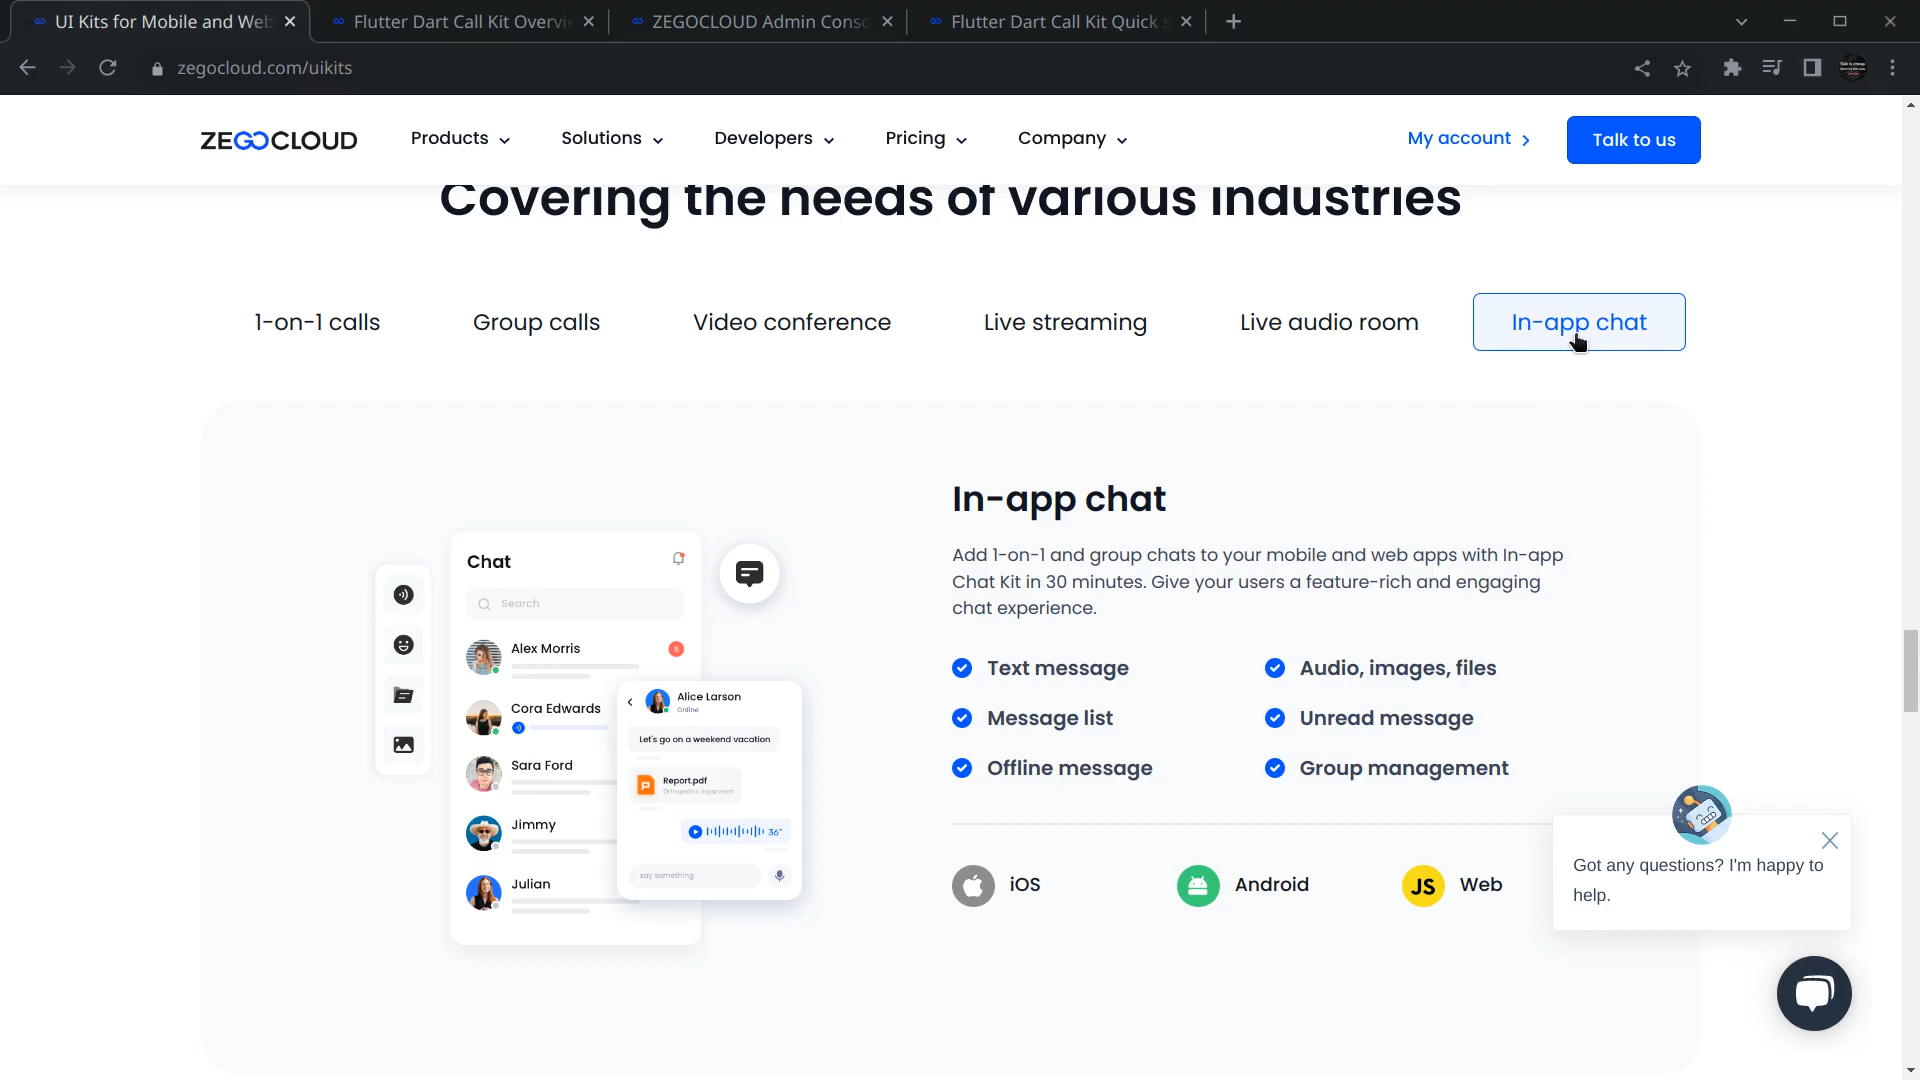 UI Kits for Mobile and Web
Flutter Dart Call Kit Overvie
ZEGOCLOUD Admin Conso
Flutter Dart Call Kit Quick s
zegocloud.com/uikits
ZEGOCLOUD
Products
Solutions
Developers
Pricing
Company
My account
Talk to us
Covering the needs of various industries
1-on-1 calls
Group calls
Video conference
Live streaming
Live audio room
In-app chat
Chat
Search
Alex Morris
5
Cora Edwards
Sara Ford
Jimmy
Julian
Alice Larson
Online
Let's go on a weekend vacation
Report.pdf
Orthopedics department
36"
say something
In-app chat
Add 1-on-1 and group chats to your mobile and web apps with In-app
Chat Kit in 30 minutes. Give your users a feature-rich and engaging
chat experience.
Text message
Audio, images, files
Message list
Unread message
Offline message
Group management
iOS
Android
JS
Web
Got any questions? I'm happy to
help.